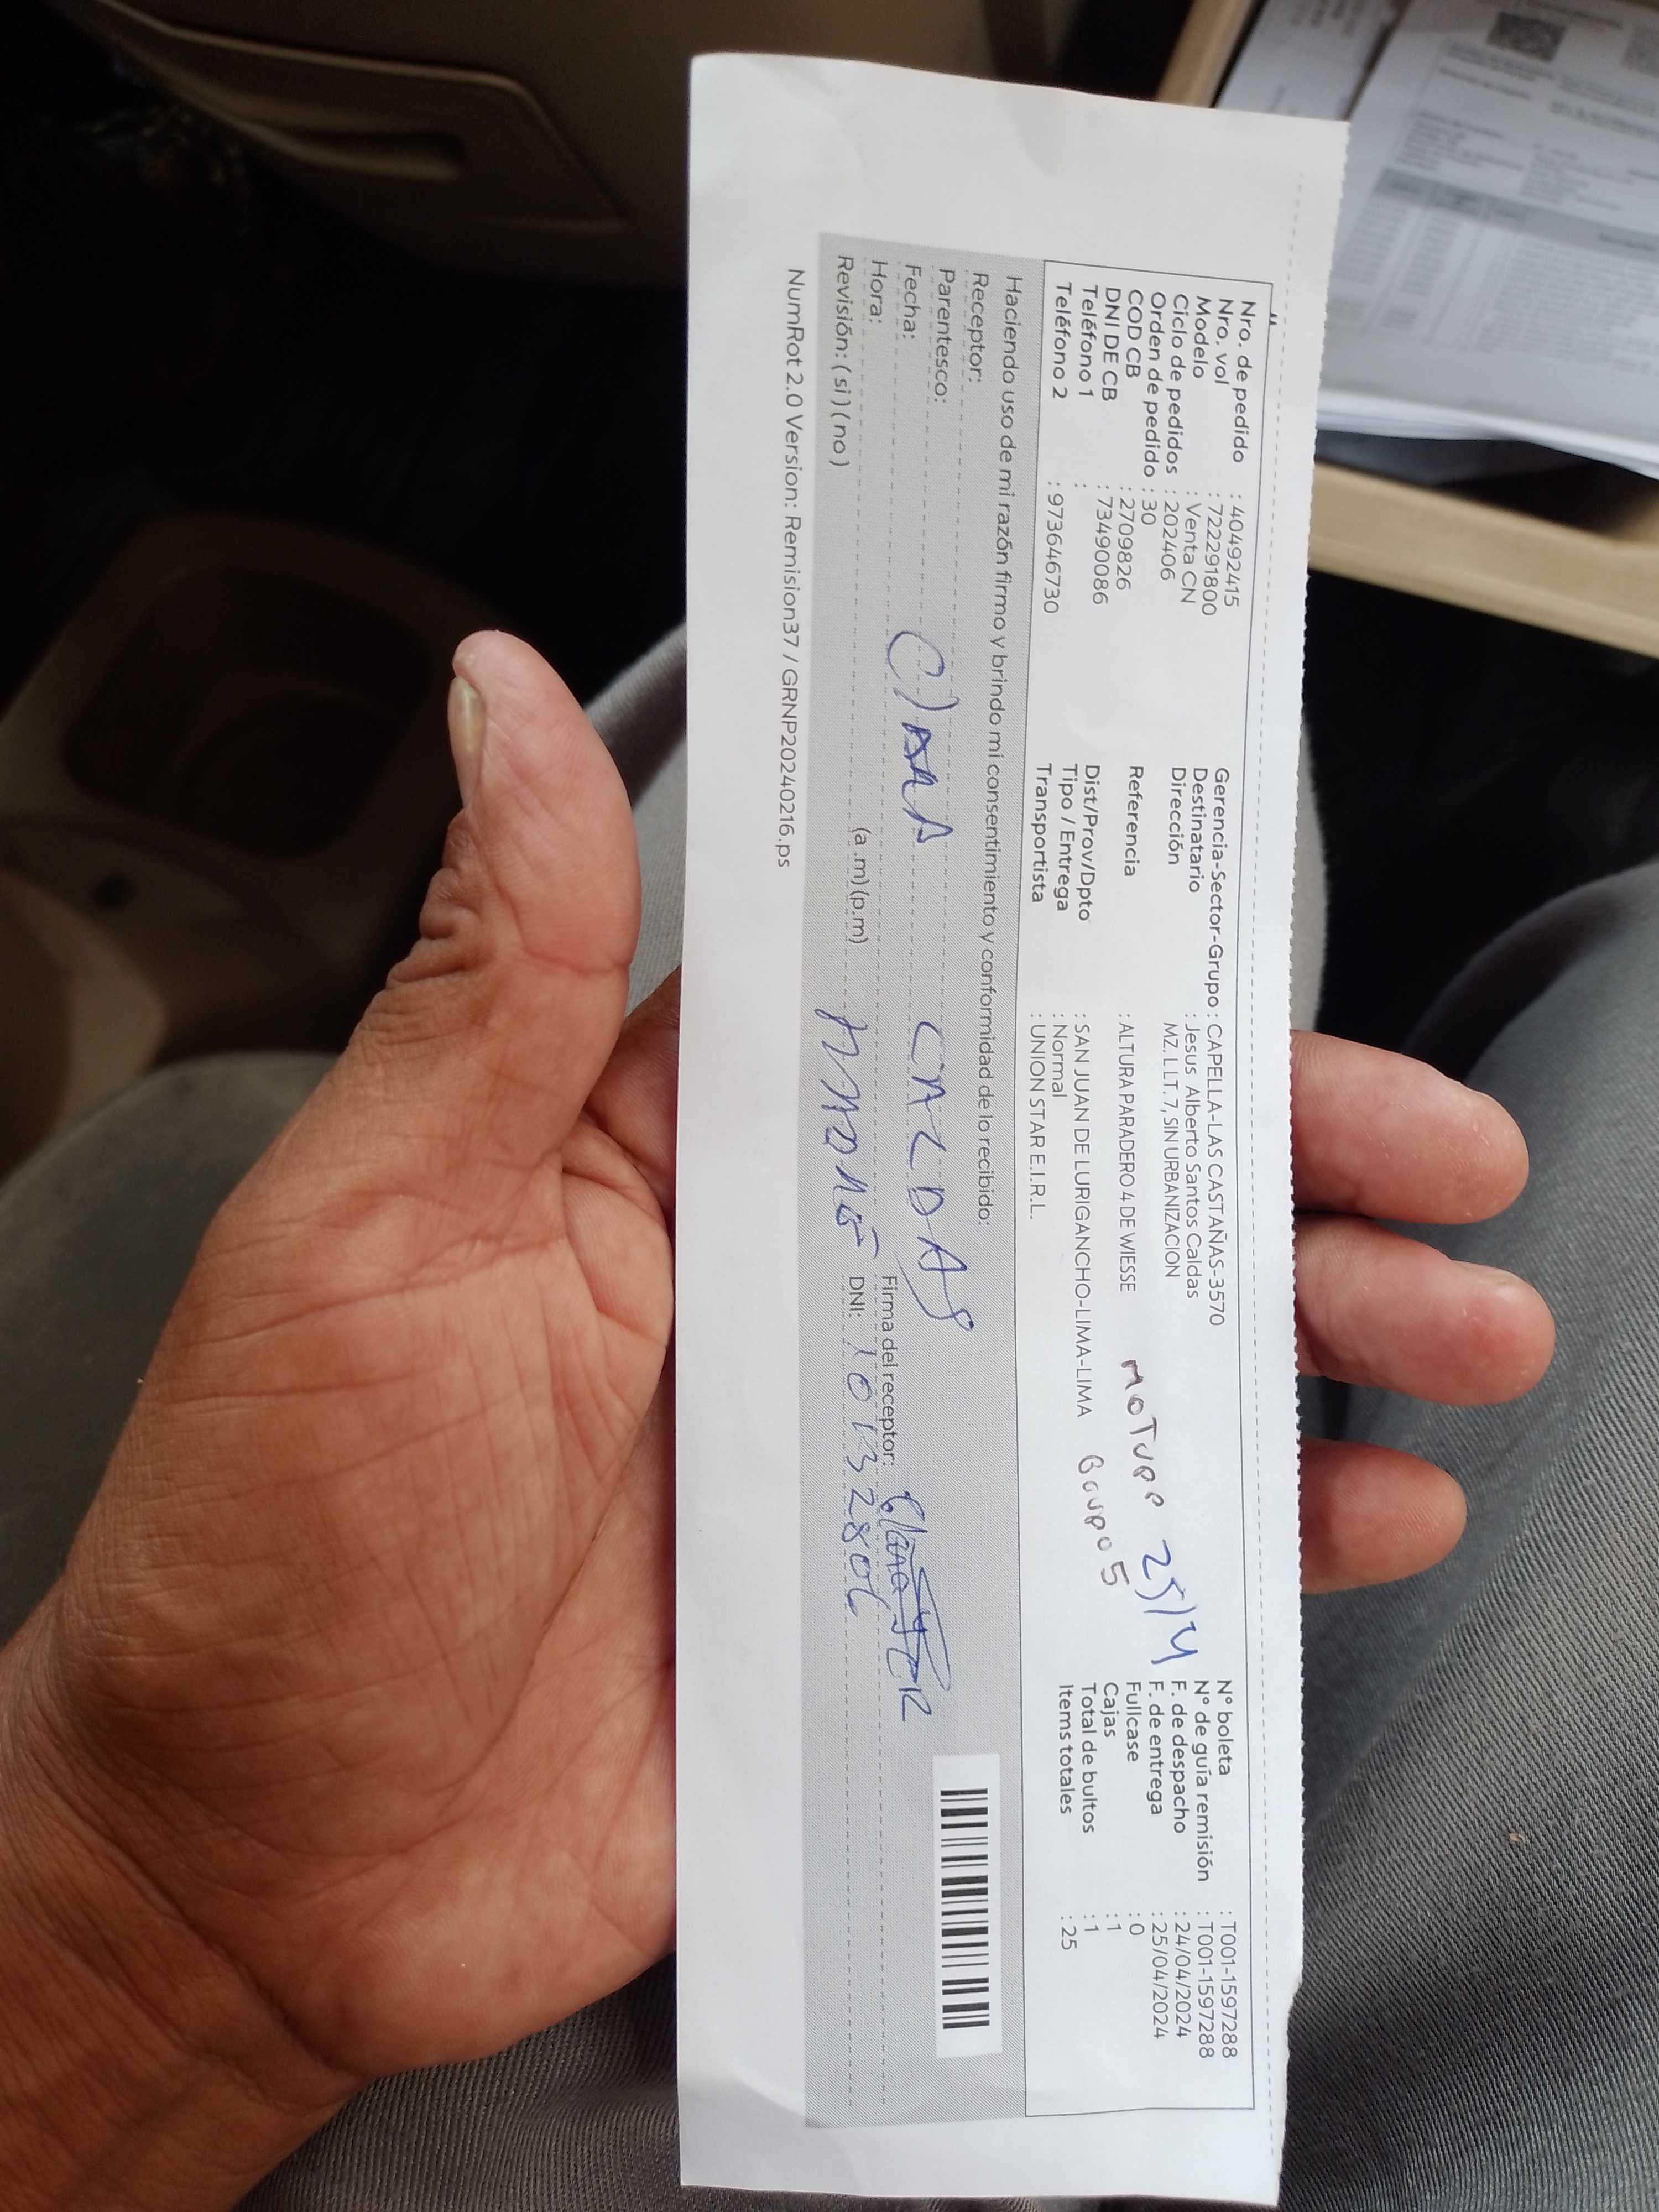 Nro. de pedido : 40492415
Nro. vol : 722291800
Modelo : Venta CN
Ciclo de pedidos : 202406
Orden de pedido : 30
COD CB : 2709826
DNI DE CB : 73490086
Teléfono 1 :
Teléfono 2 : 973646730
Gerencia-Sector-Grupo : CAPELLA-LAS CASTAÑAS-3570
Destinatario : Jesus Alberto Santos Caldas
Dirección MZ. L LT. 7, SIN URBANIZACION
Referencia : ALTURA PARADERO 4 DE WIESSE
Dist/Prov/Dpto : SAN JUAN DE LURIGANCHO-LIMA-LIMA
Tipo / Entrega : Normal
Transportista : UNION STAR E.I.R.L.
MOTUPP 25/4
GRUPO 5
N° boleta : T001-1597288
N° de guía remisión : T001-1597288
F. de despacho : 24/04/2024
F. de entrega : 25/04/2024
Fullcase : 0
Cajas : 1
Total de bultos : 1
Items totales : 25
Haciendo uso de mi razón firmo y brindo mi consentimiento y conformidad de lo recibido:
Receptor:
Parentesco: CALDAS
Fecha:
Hora: (a .m) (p.m)
Revisión: ( si ) ( no )
Firma del receptor:
DNI:
NumRot 2.0 Version: Remision37 / GRNP20240216.ps